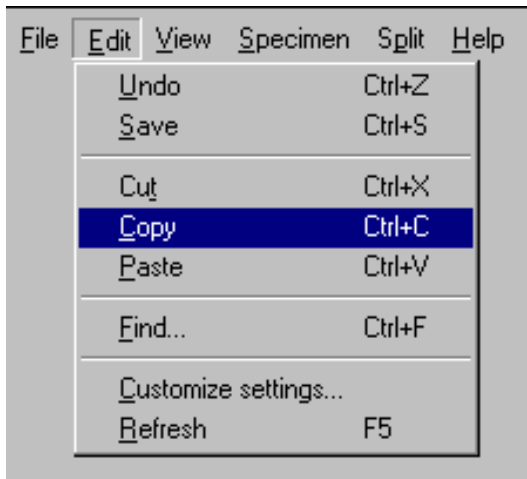 File Edit View Specimen Split Help
Undo Ctrl+Z
Save Ctrl+S
Cut Ctrl+X
Copy Ctrl+C
Paste Ctrl+V
Find... Ctrl+F
Customize settings...
Refresh F5